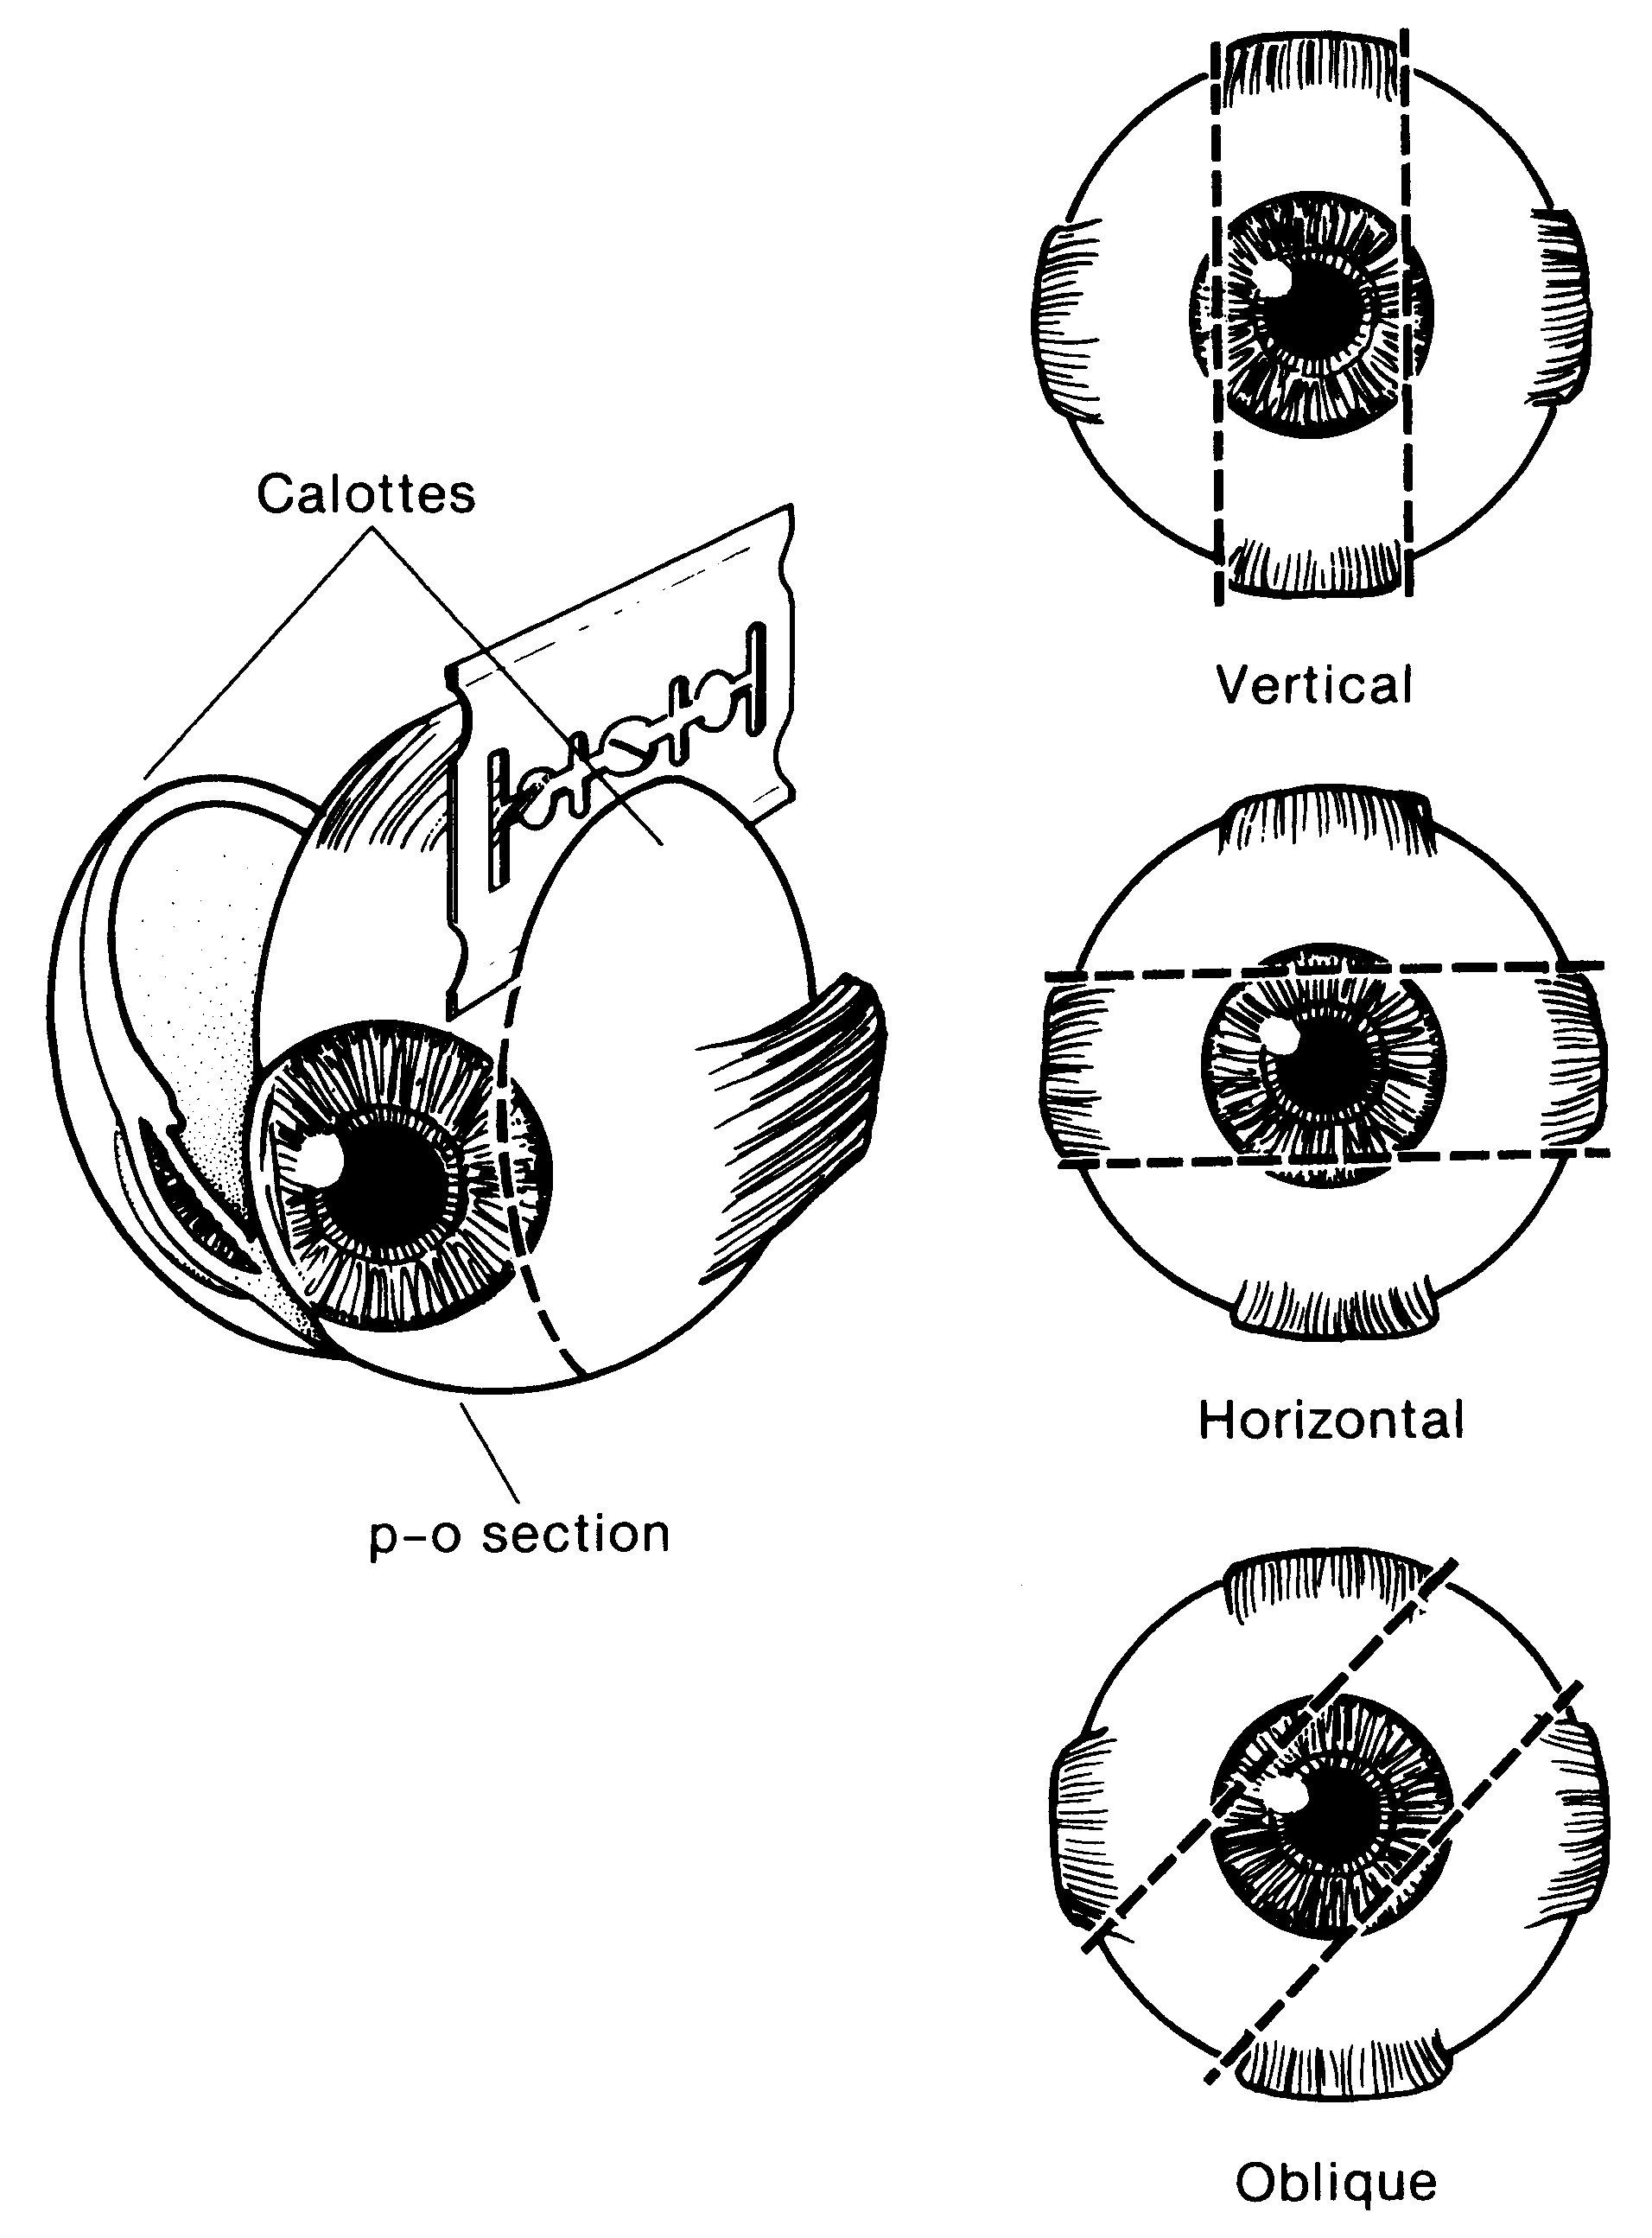 Calottes
p-o section
Vertical
Horizontal
Oblique